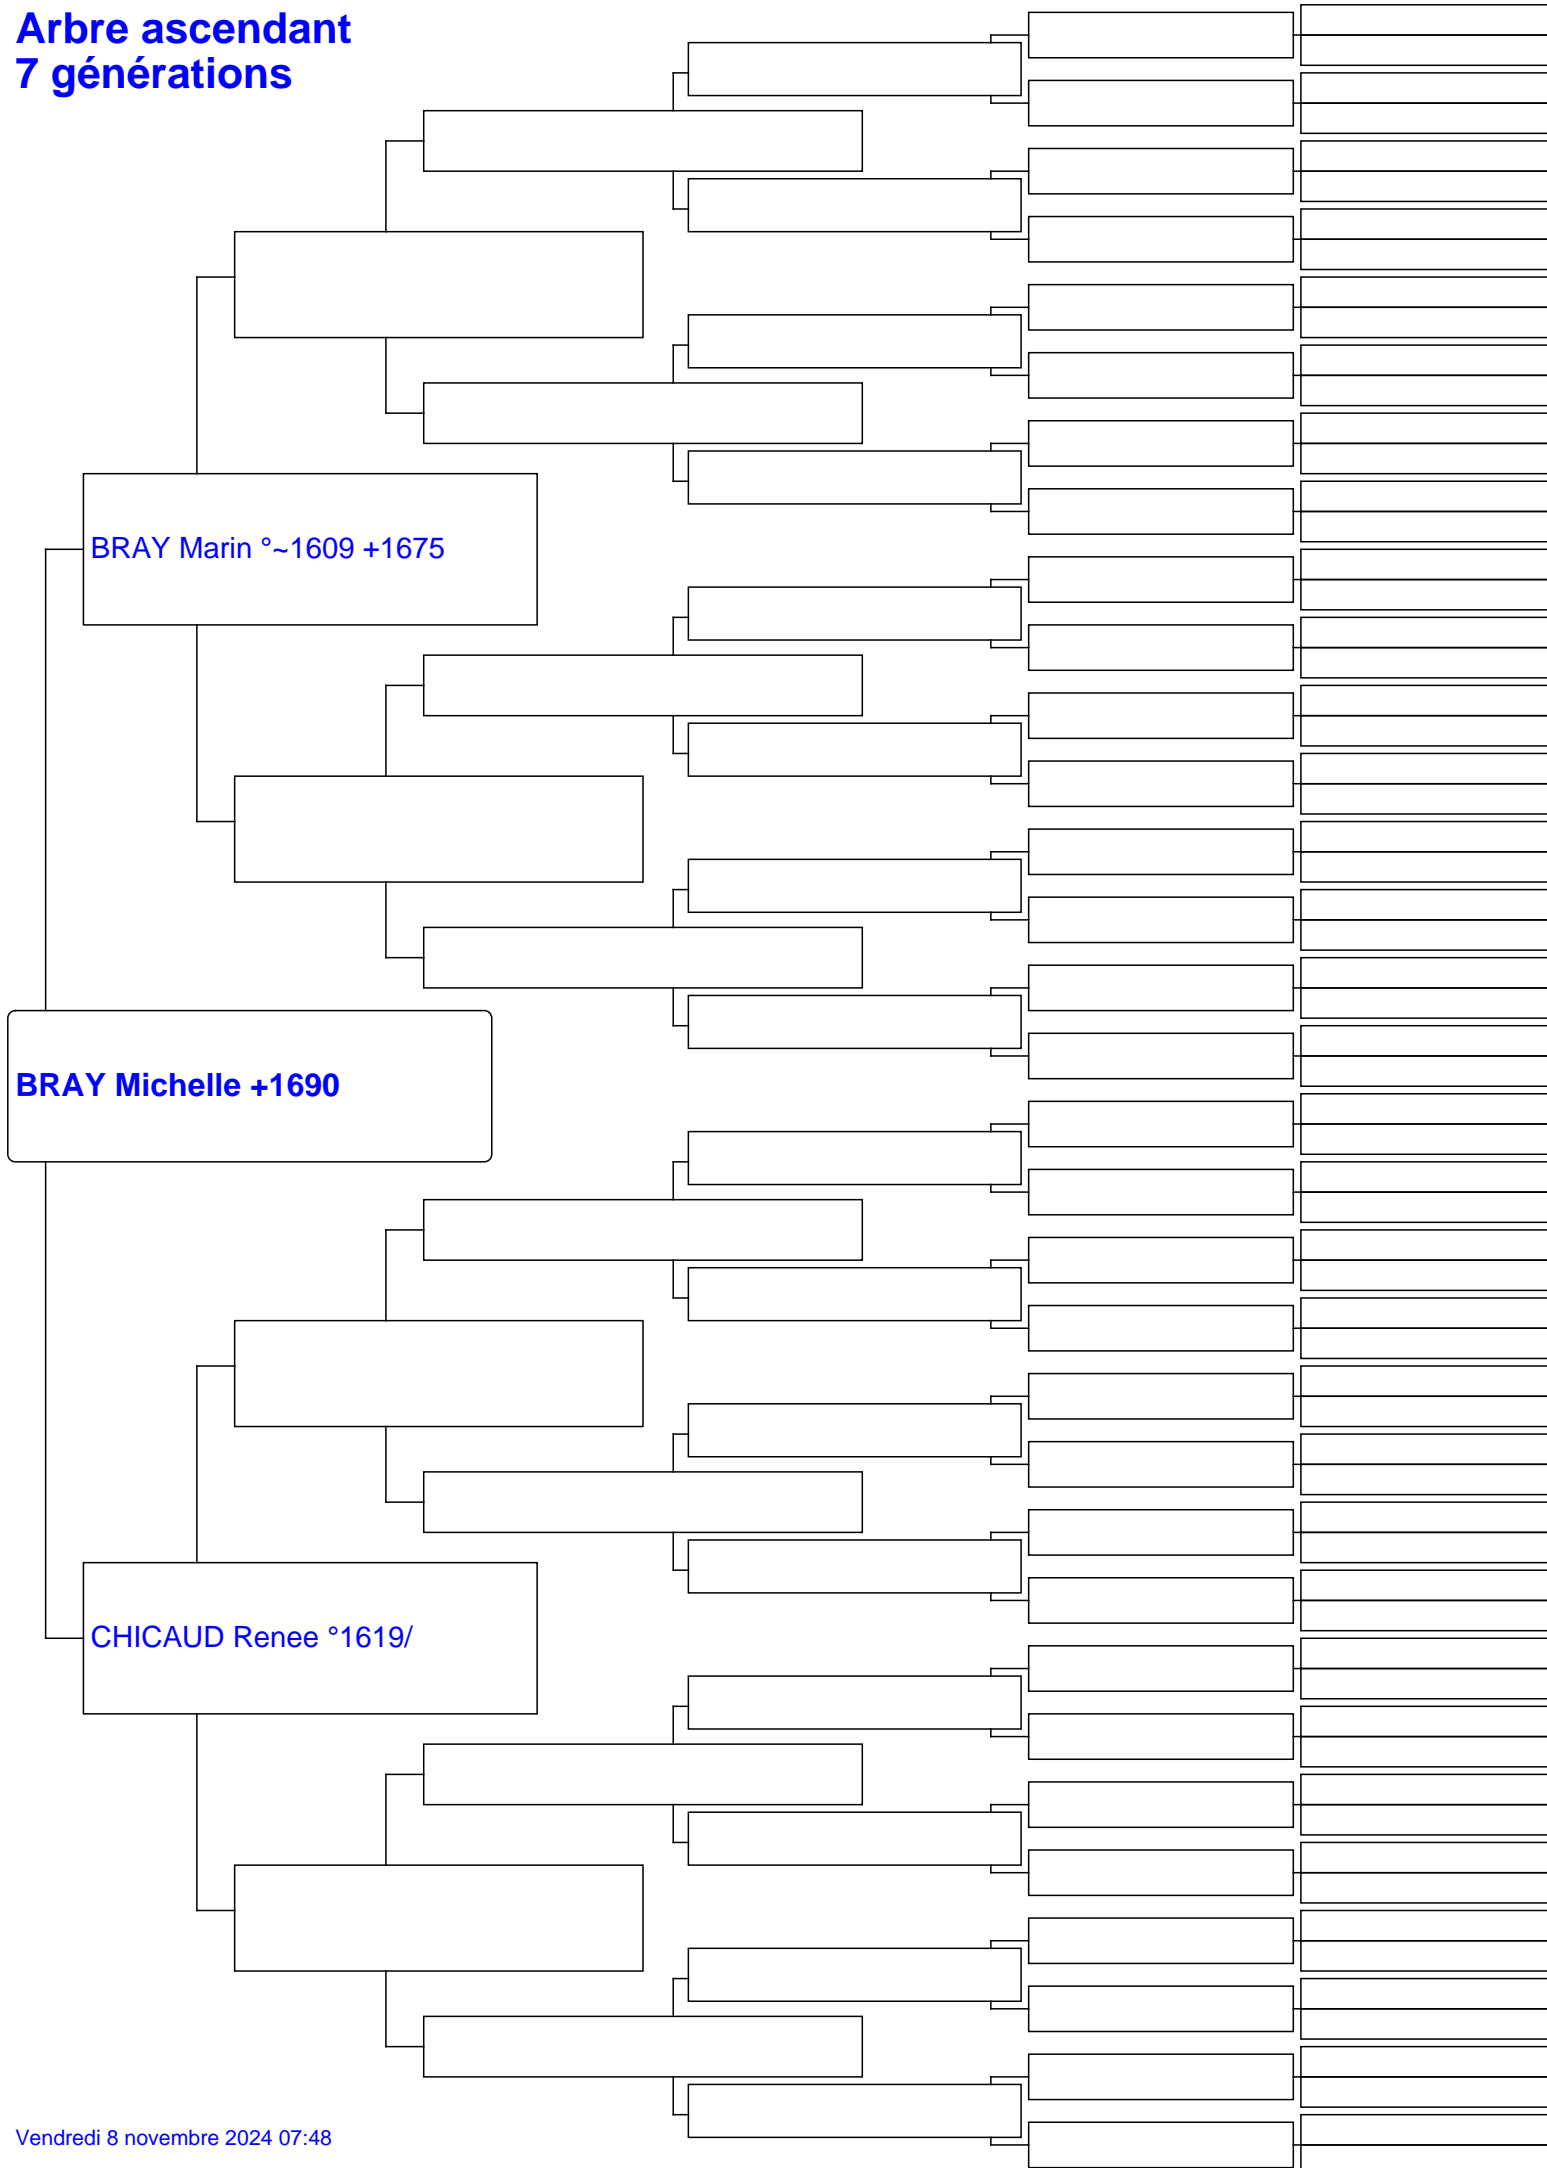 Arbre ascendant
7 générations
BRAY Marin °~1609 +1675
BRAY Michelle +1690
CHICAUD Renee °1619/
Vendredi 8 novembre 2024 07:48